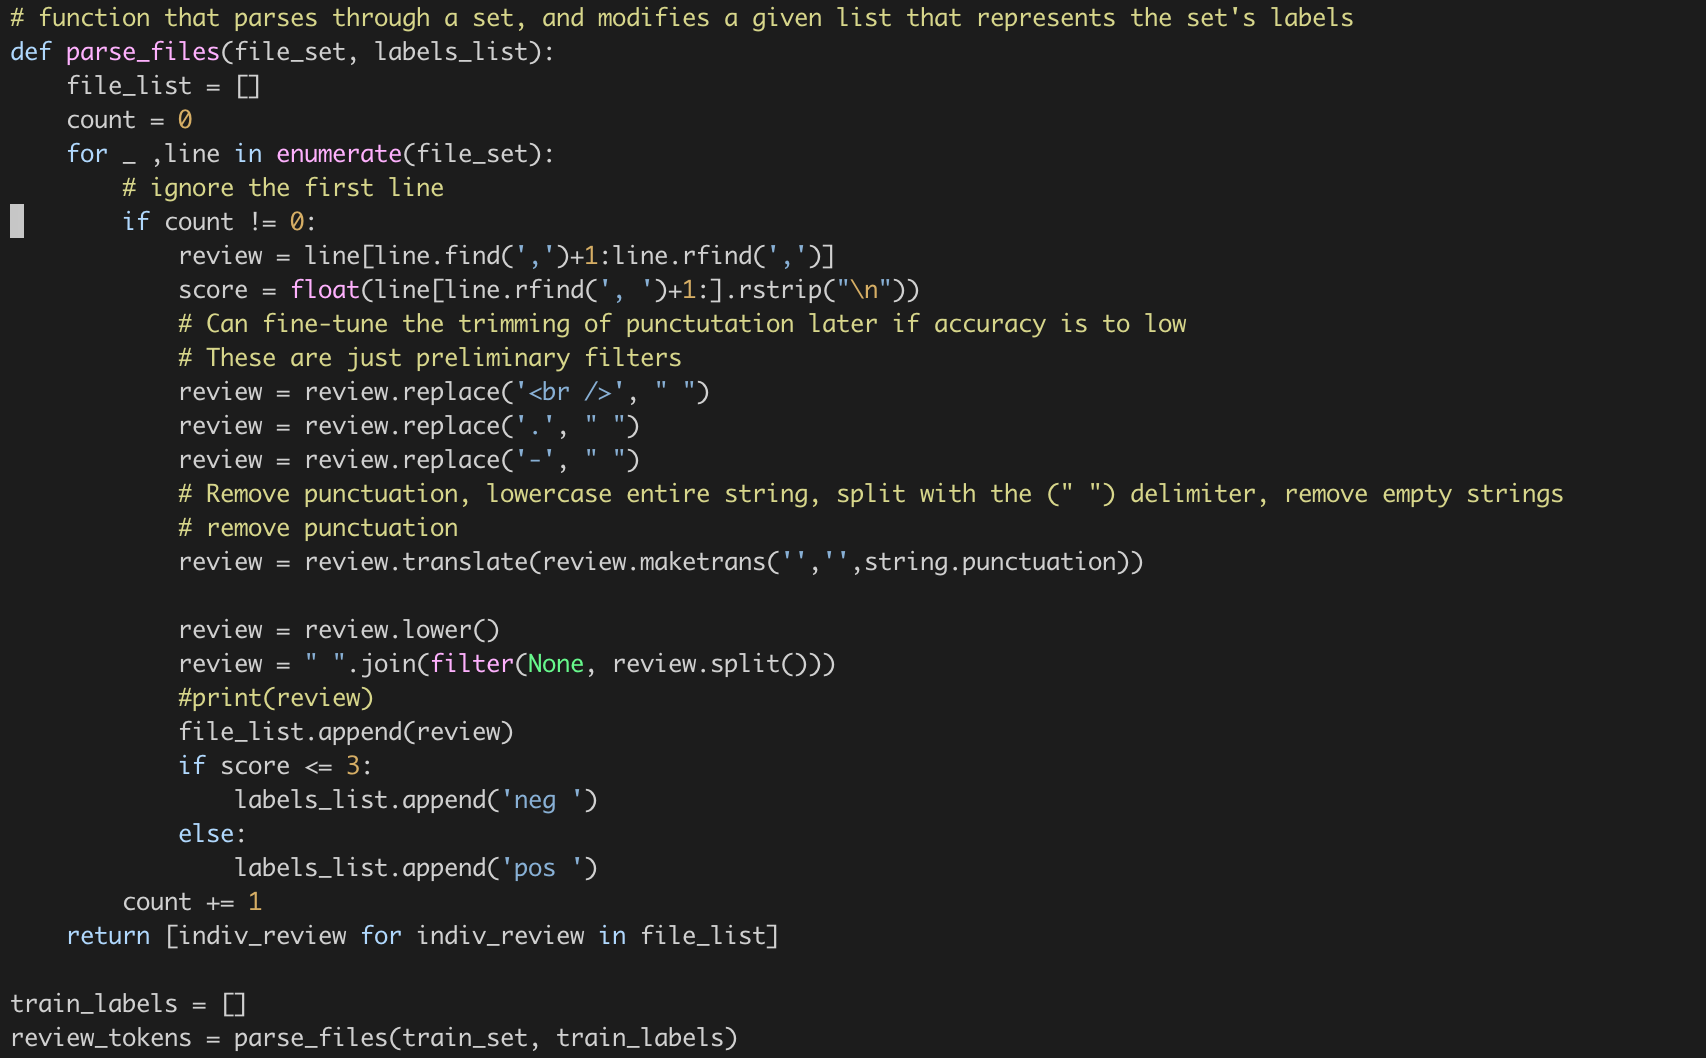 # function that parses through a set, and modifies a given list that represents the set's labels
def parse_files(file_set, labels_list):
    file_list = []
    count = 0
    for _ ,line in enumerate(file_set):
        # ignore the first line
        if count != 0:
            review = line[line.find(',')+1:line.rfind(',')]
            score = float(line[line.rfind(', ')+1:].rstrip("\n"))
            # Can fine-tune the trimming of punctutation later if accuracy is to low
            # These are just preliminary filters
            review = review.replace('<br />', " ")
            review = review.replace('.', " ")
            review = review.replace('-', " ")
            # Remove punctuation, lowercase entire string, split with the (" ") delimiter, remove empty strings
            # remove punctuation
            review = review.translate(review.maketrans('','',string.punctuation))

            review = review.lower()
            review = " ".join(filter(None, review.split()))
            #print(review)
            file_list.append(review)
            if score <= 3:
                labels_list.append('neg ')
            else:
                labels_list.append('pos ')
        count += 1
    return [indiv_review for indiv_review in file_list]

train_labels = []
review_tokens = parse_files(train_set, train_labels)